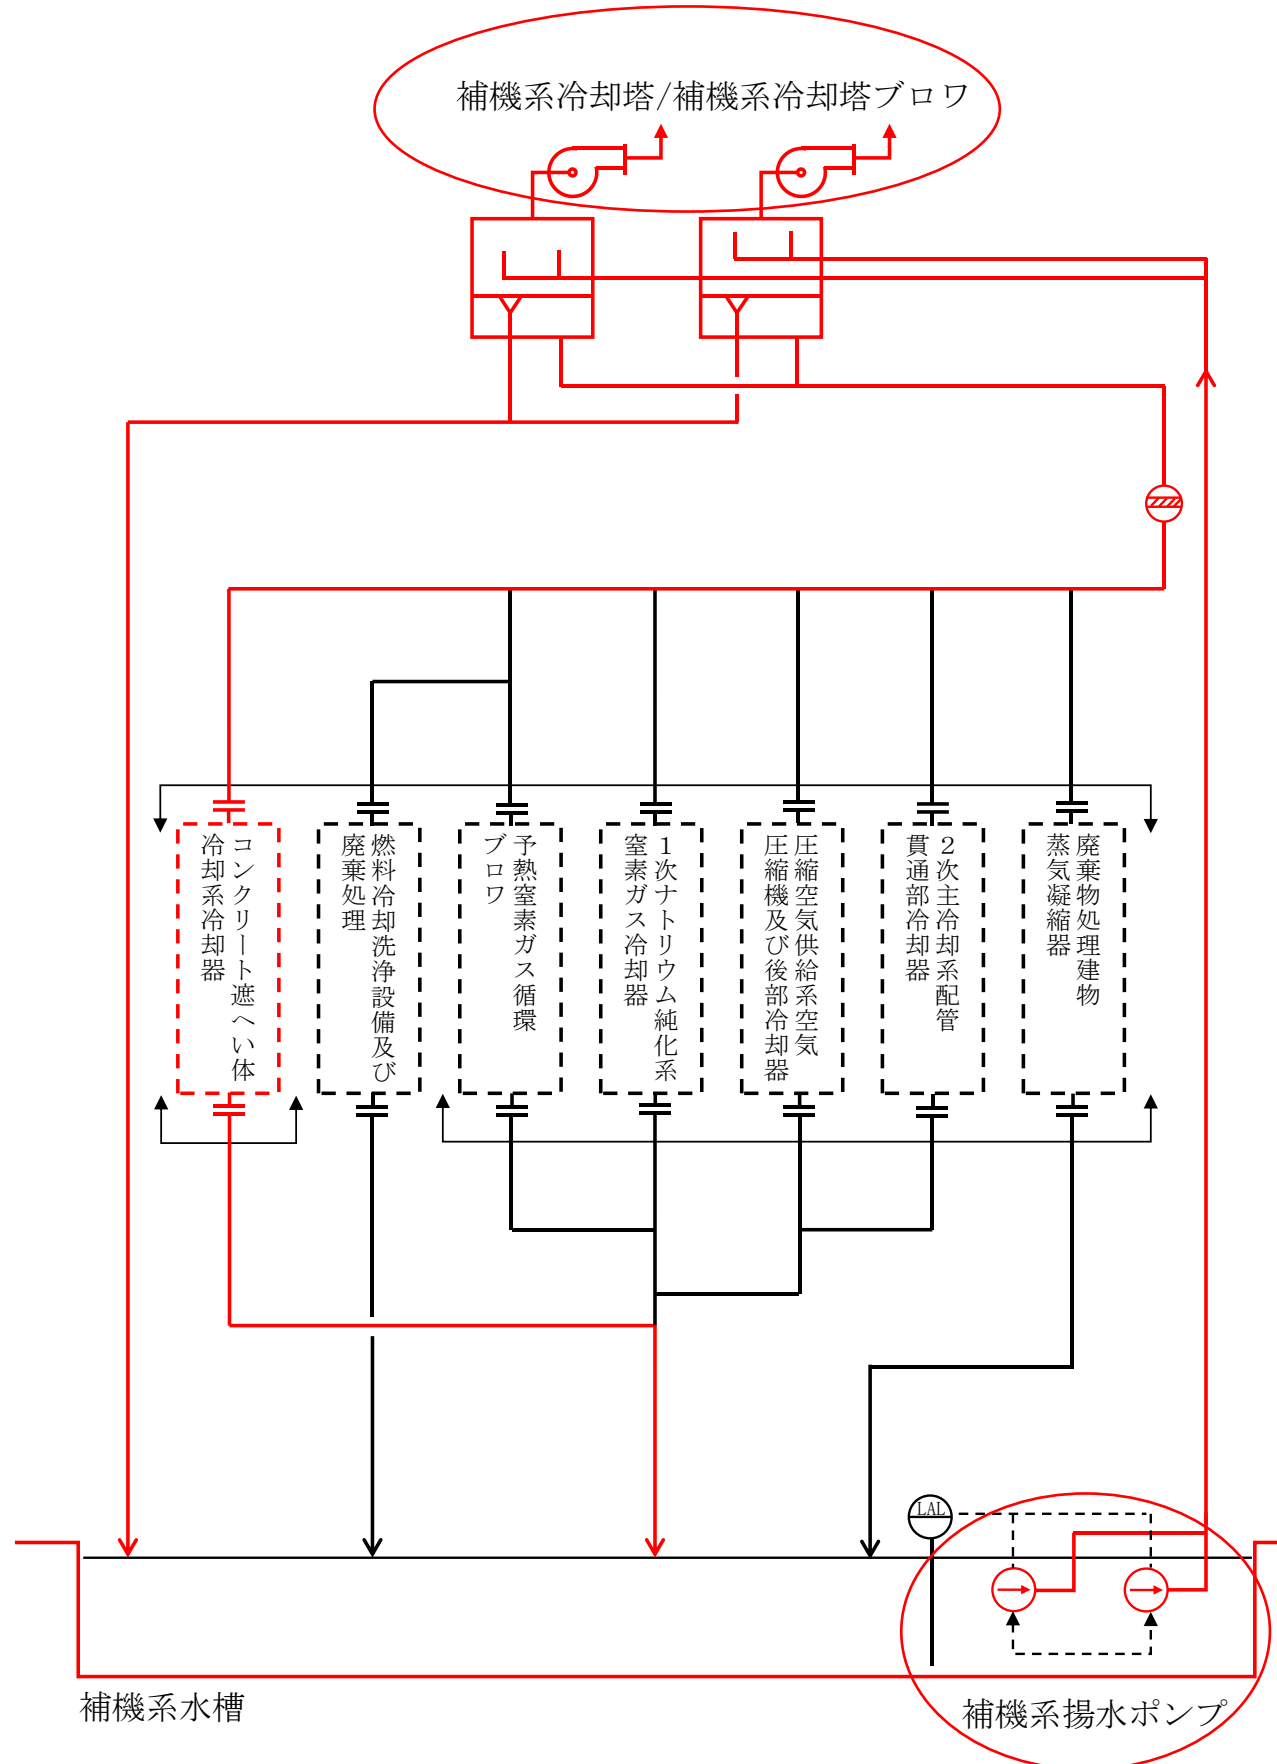 補機系冷却塔/補機系冷却塔ブロワ
コンクリート遮へい体
冷却系冷却器
燃料冷却洗浄設備及び
廃棄処理
予熱窒素ガス循環
ブロワ
1次ナトリウム純化系
窒素ガス冷却器
圧縮空気供給系空気
圧縮機及び後部冷却器
2次主冷却系配管
貫通部冷却器
廃棄物処理建物
蒸気凝縮器
LAL
補機系水槽
補機系揚水ポンプ